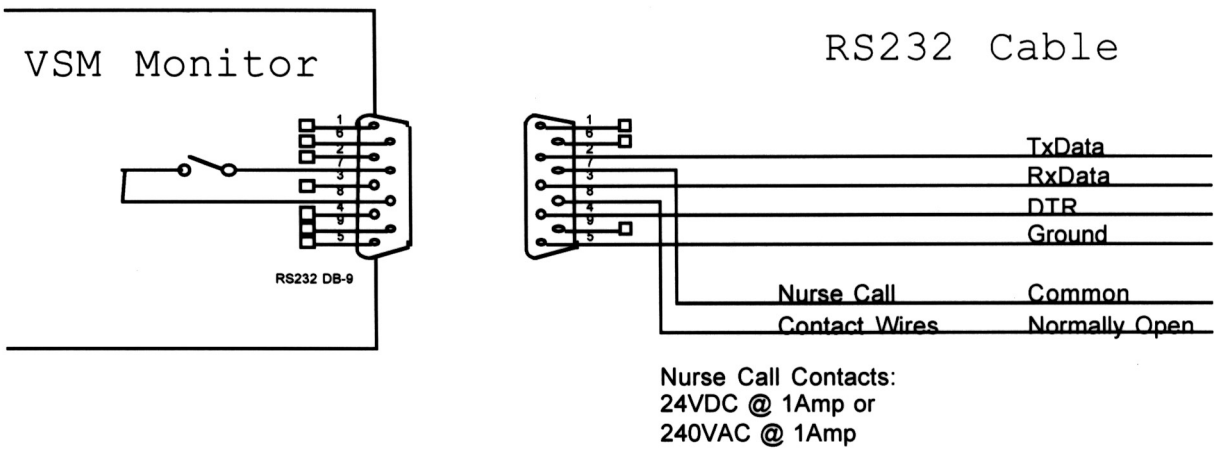 VSM Monitor
1
6
2
7
3
8
4
9
5
RS232 DB-9
RS232 Cable
1
6
2
7
3
8
4
9
5
TxData
RxData
DTR
Ground
Nurse Call Common
Contact Wires Normally Open
Nurse Call Contacts:
24VDC @ 1Amp or
240VAC @ 1Amp